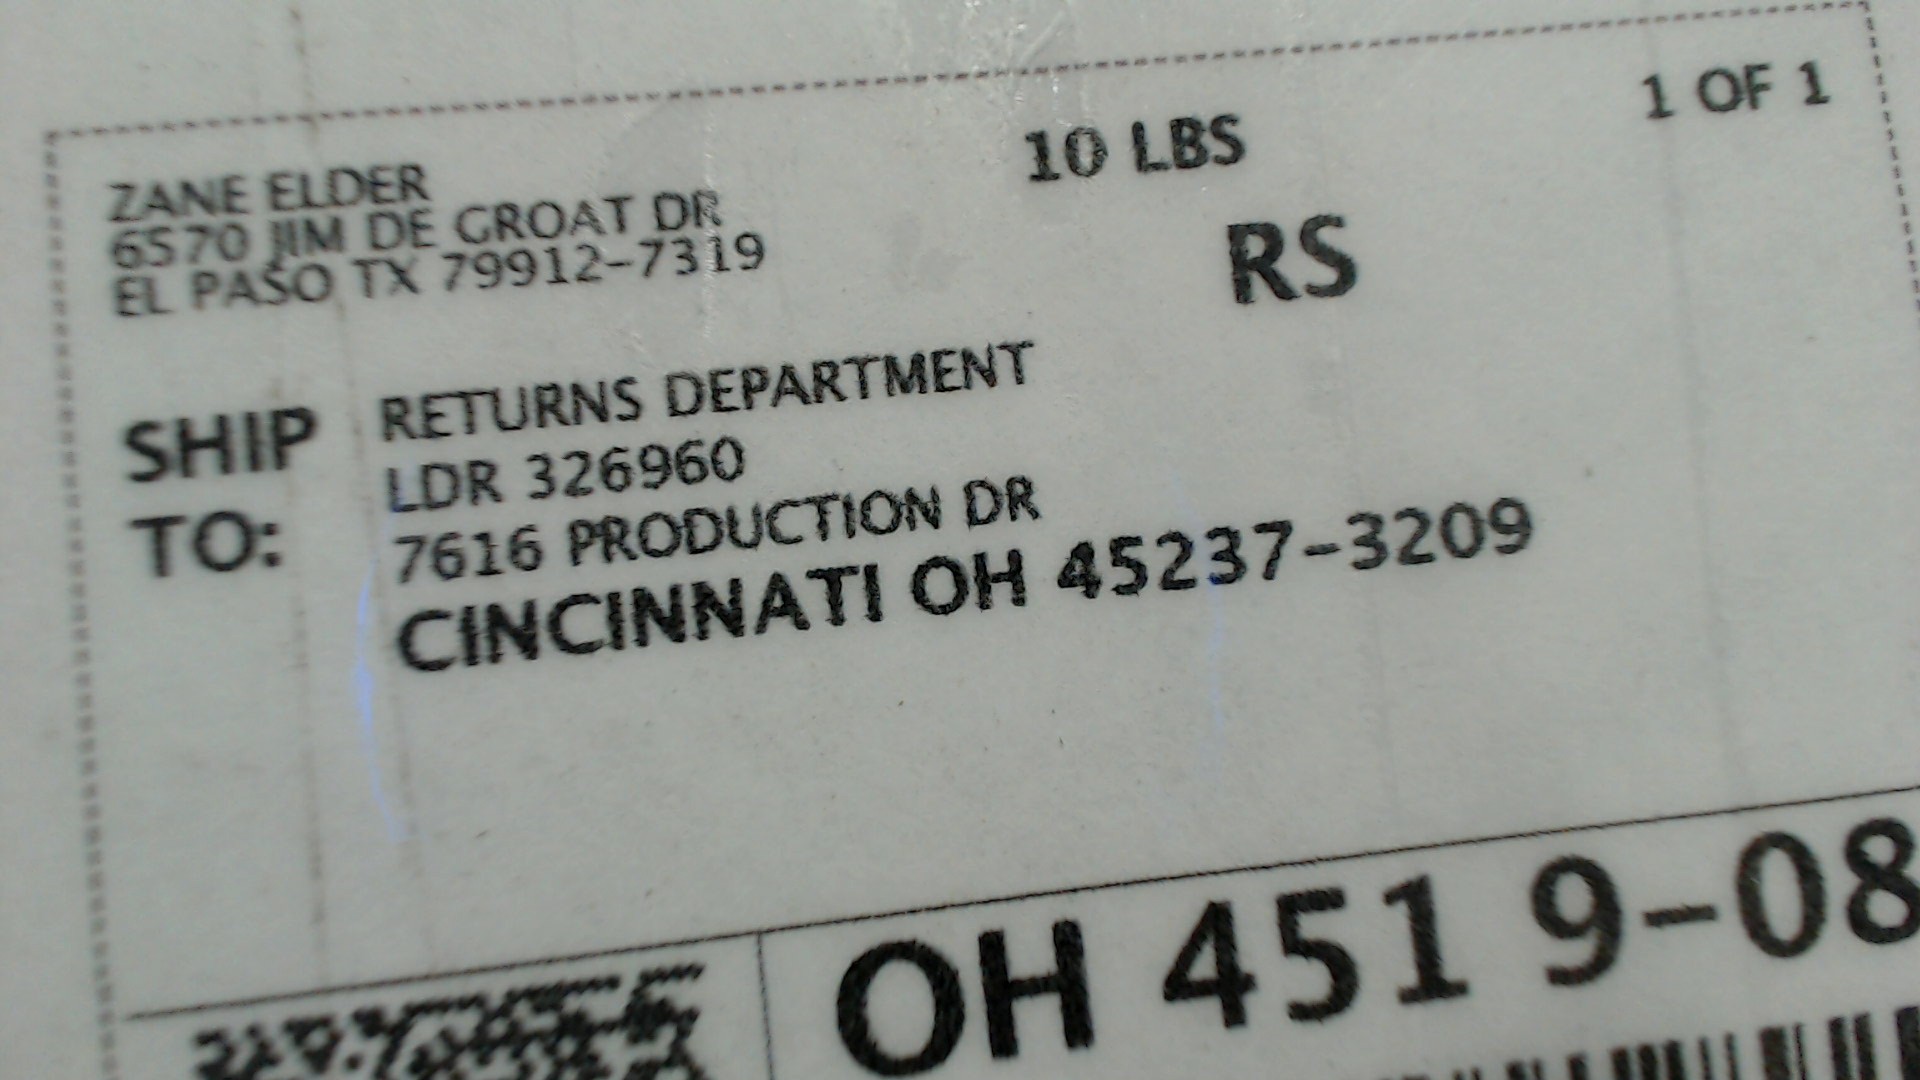 1 OF 1
10 LBS
RS
ZANE ELDER
6570 JIM DE GROAT DR
EL PASO TX 79912-7319
SHIP TO:
RETURNS DEPARTMENT
LDR 326960
7616 PRODUCTION DR
CINCINNATI OH 45237-3209
OH 451 9-08